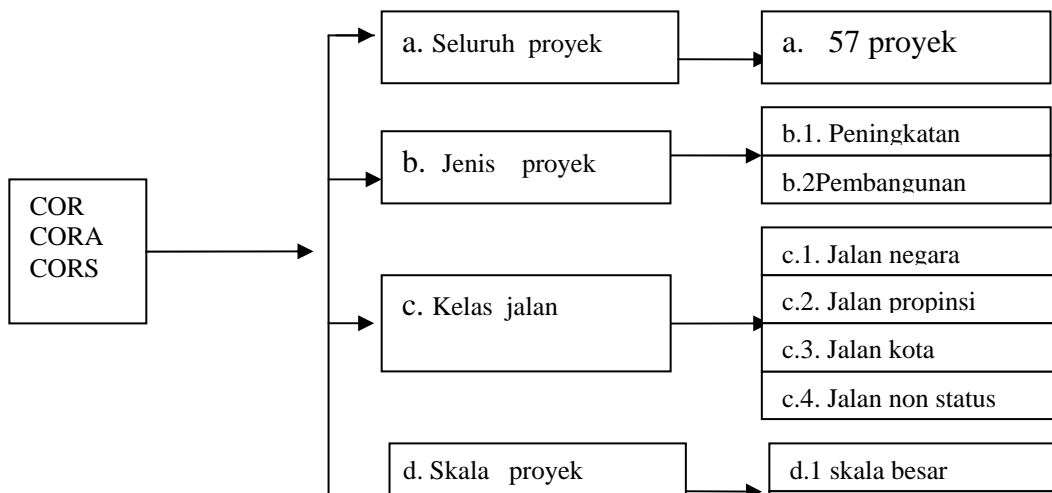 COR
CORA
CORS
a. Seluruh proyek
a. 57 proyek
b. Jenis proyek
b.1. Peningkatan
b.2Pembangunan
c. Kelas jalan
c.1. Jalan negara
c.2. Jalan propinsi
c.3. Jalan kota
c.4. Jalan non status
d. Skala proyek
d.1 skala besar